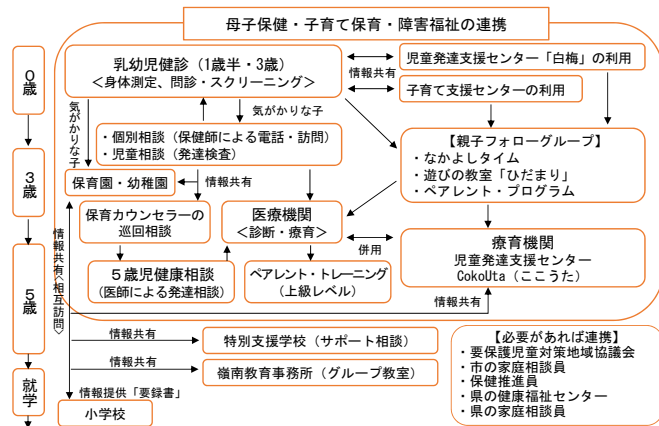 母子保健・子育て保育・障害福祉の連携
0歳
3歳
5歳
就学
乳幼児健診（1歳半・3歳）
＜身体測定、問診・スクリーニング＞
情報共有
児童発達支援センター「白梅」の利用
子育て支援センターの利用
気がかりな子
気がかりな子
・個別相談（保健師による電話・訪問）
・児童相談（発達検査）
【親子フォローグループ】
・なかよしタイム
・遊びの教室「ひだまり」
・ペアレント・プログラム
保育園・幼稚園
情報共有
保育カウンセラーの
巡回相談
医療機関
＜診断・療育＞
併用
療育機関
児童発達支援センター
CokoUta（ここうた）
５歳児健康相談
（医師による発達相談）
ペアレント・トレーニング
（上級レベル）
情報共有
情報共有＜相互訪問＞
情報共有
特別支援学校（サポート相談）
情報共有
嶺南教育事務所（グループ教室）
情報提供「要録書」
小学校
【必要があれば連携】
・要保護児童対策地域協議会
・市の家庭相談員
・保健推進員
・県の健康福祉センター
・県の家庭相談員